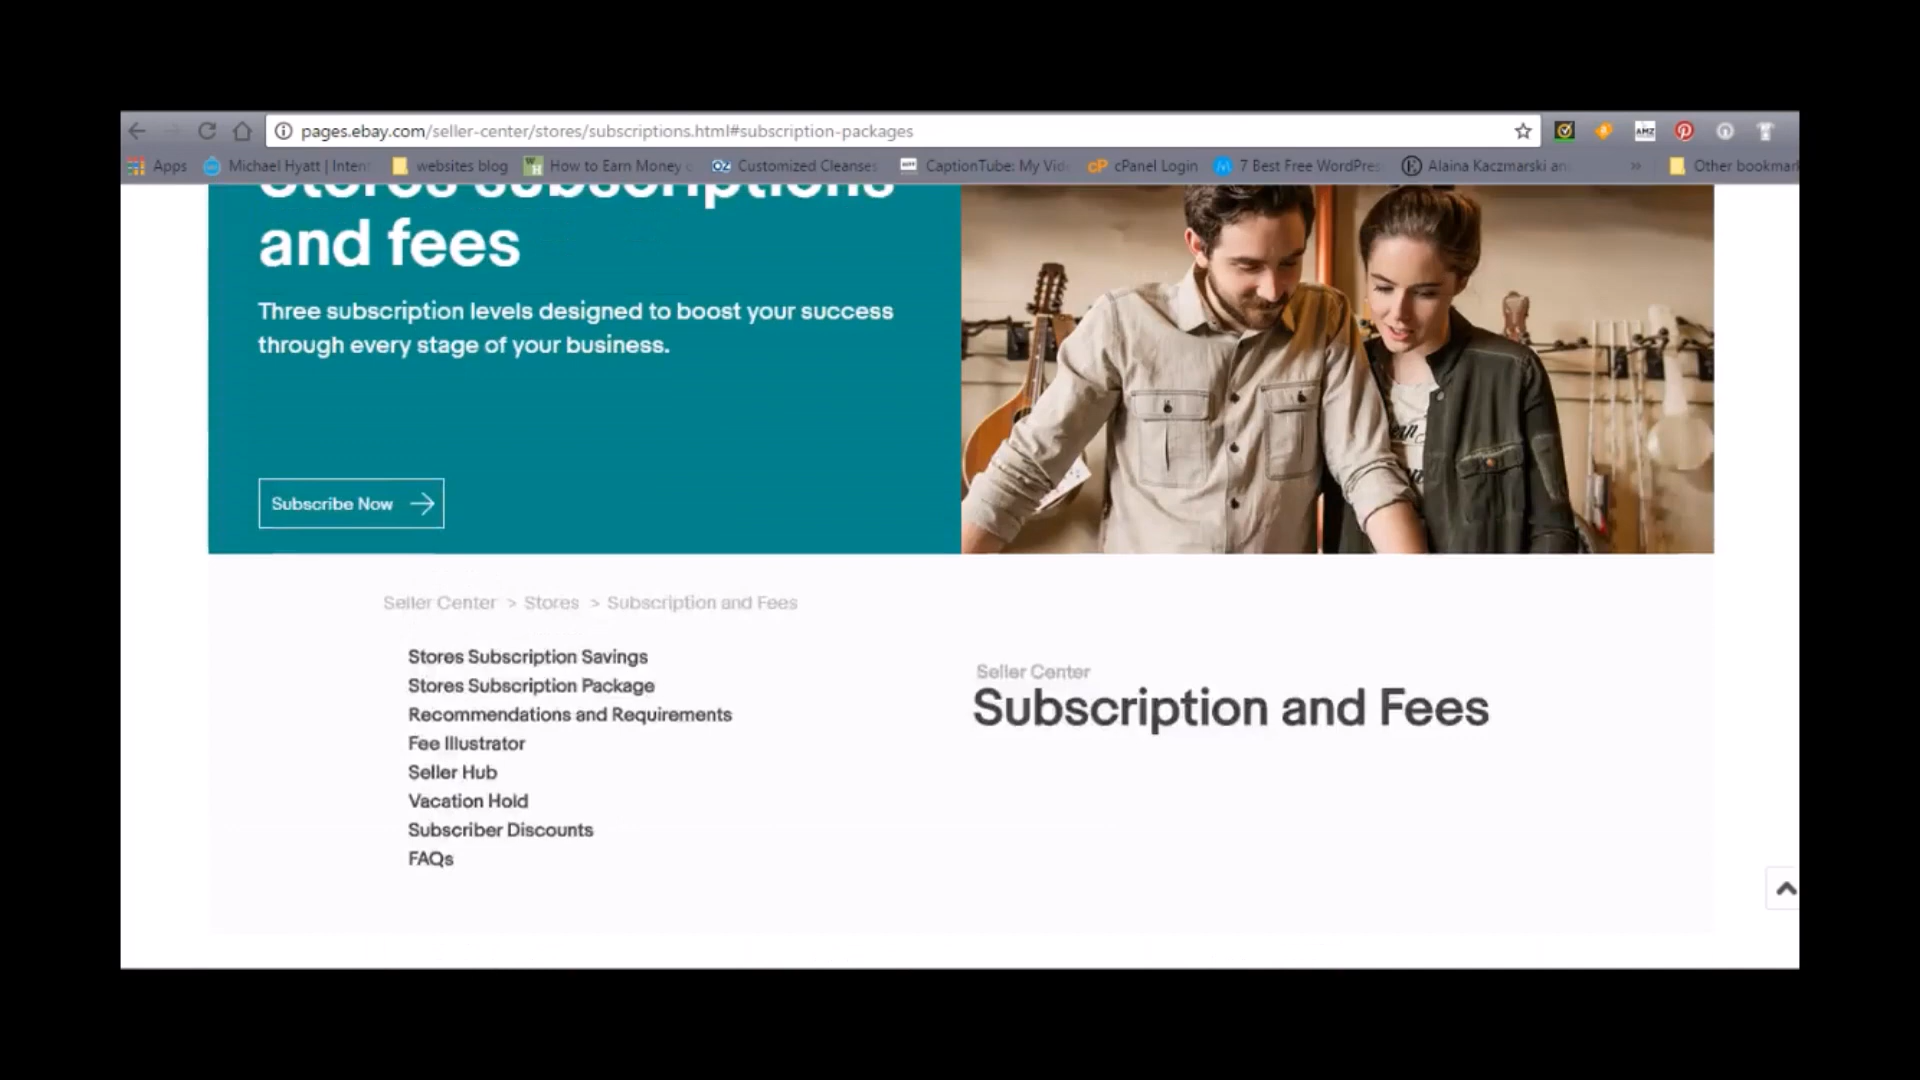 pages.ebay.com/seller-center/stores/subscriptions.html#subscription-packages
Apps Michael Hyatt | Inten websites blog How to Earn Money Customized Cleanses CaptionTube: My Vid cPanel Login 7 Best Free WordPre Alaina Kaczmarski an » Other bookmar
Stores subscriptions
and fees
Three subscription levels designed to boost your success
through every stage of your business.
Subscribe Now
Seller Center > Stores > Subscription and Fees
Stores Subscription Savings
Stores Subscription Package
Recommendations and Requirements
Fee Illustrator
Seller Hub
Vacation Hold
Subscriber Discounts
FAQs
Seller Center
Subscription and Fees